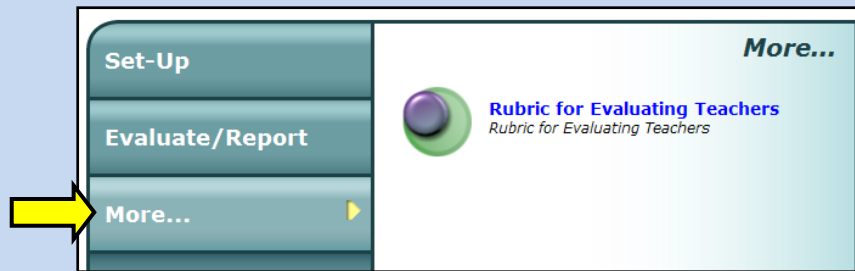 Set-Up
Evaluate/Report
More...
More...
Rubric for Evaluating Teachers
Rubric for Evaluating Teachers